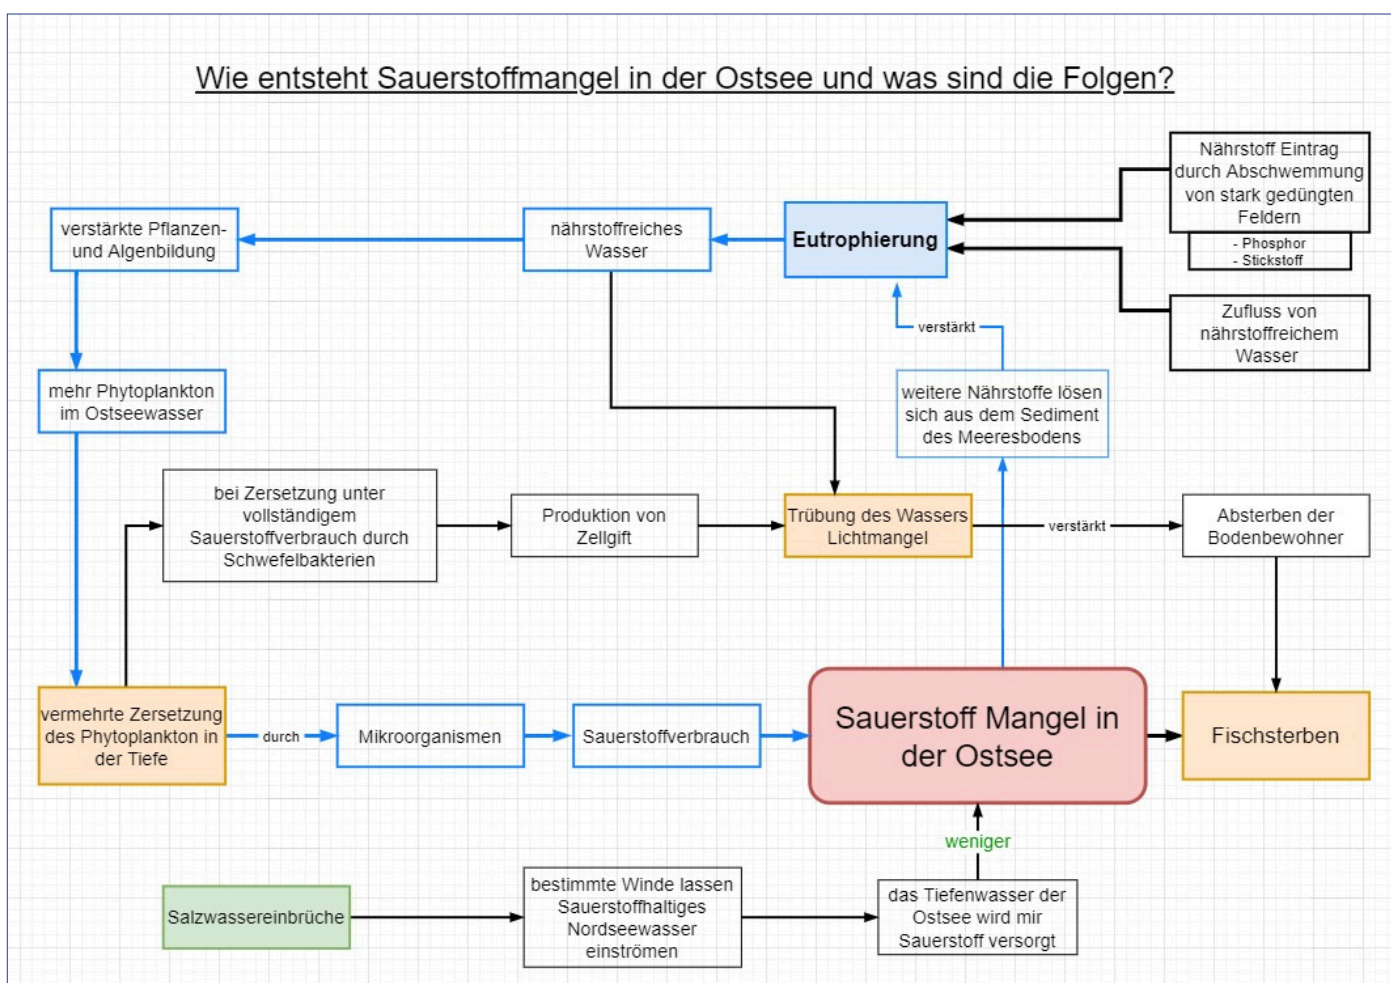 Wie entsteht Sauerstoffmangel in der Ostsee und was sind die Folgen?
Nährstoff Eintrag
durch Abschwemmung
von stark gedüngten
Feldern
- Phosphor
- Stickstoff
verstärkte Pflanzen-
und Algenbildung
nährstoffreiches
Wasser
Eutrophierung
Zufluss von
nährstoffreichem
Wasser
verstärkt
mehr Phytoplankton
im Ostseewasser
weitere Nährstoffe lösen
sich aus dem Sediment
des Meeresbodens
bei Zersetzung unter
vollständigem
Sauerstoffverbrauch durch
Schwefelbakterien
Produktion von
Zellgift
Trübung des Wassers
Lichtmangel
verstärkt
Absterben der
Bodenbewohner
vermehrte Zersetzung
des Phytoplankton in
der Tiefe
durch
Mikroorganismen
Sauerstoffverbrauch
Sauerstoff Mangel in
der Ostsee
Fischsterben
weniger
Salzwassereinbrüche
bestimmte Winde lassen
Sauerstoffhaltiges
Nordseewasser
einströmen
das Tiefenwasser der
Ostsee wird mir
Sauerstoff versorgt